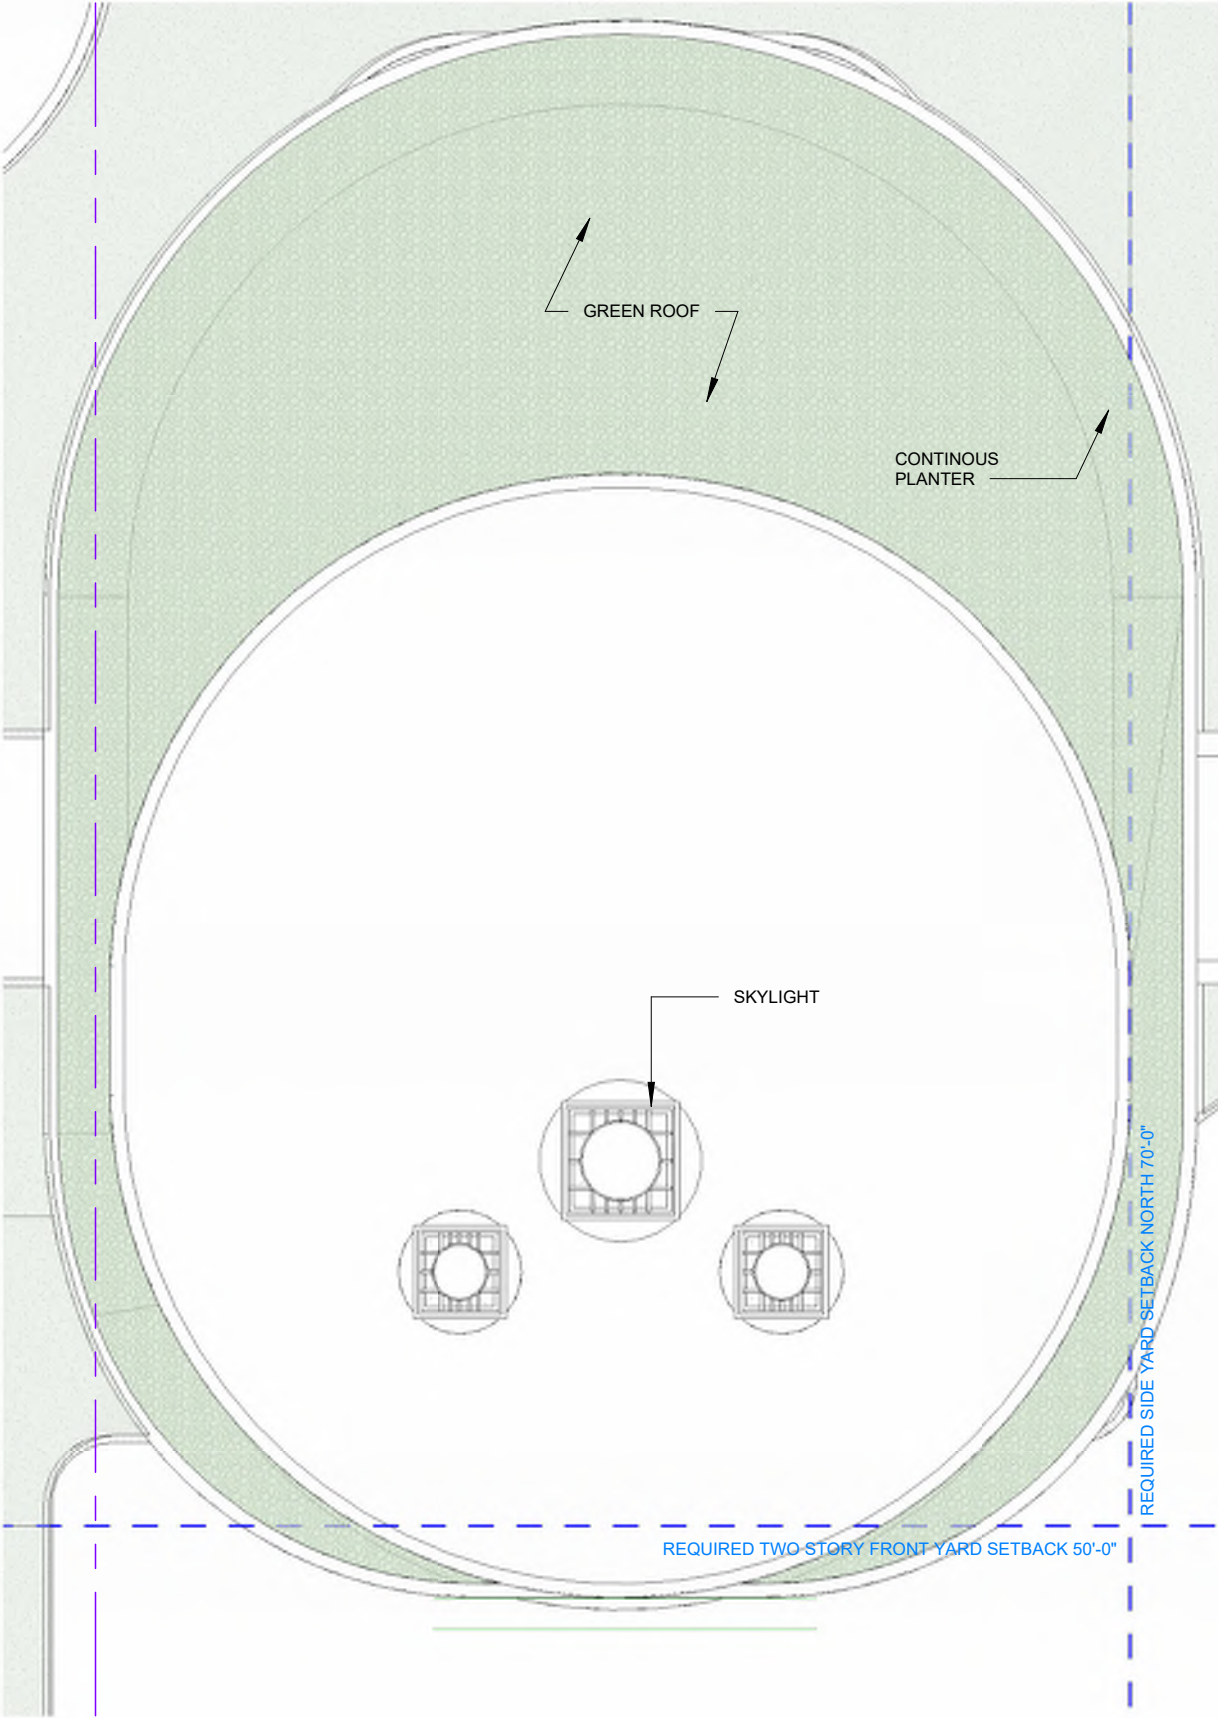 GREEN ROOF
CONTINOUS
PLANTER
SKYLIGHT
REQUIRED SIDE YARD SETBACK NORTH 70'-0"
REQUIRED TWO STORY FRONT YARD SETBACK 50'-0"